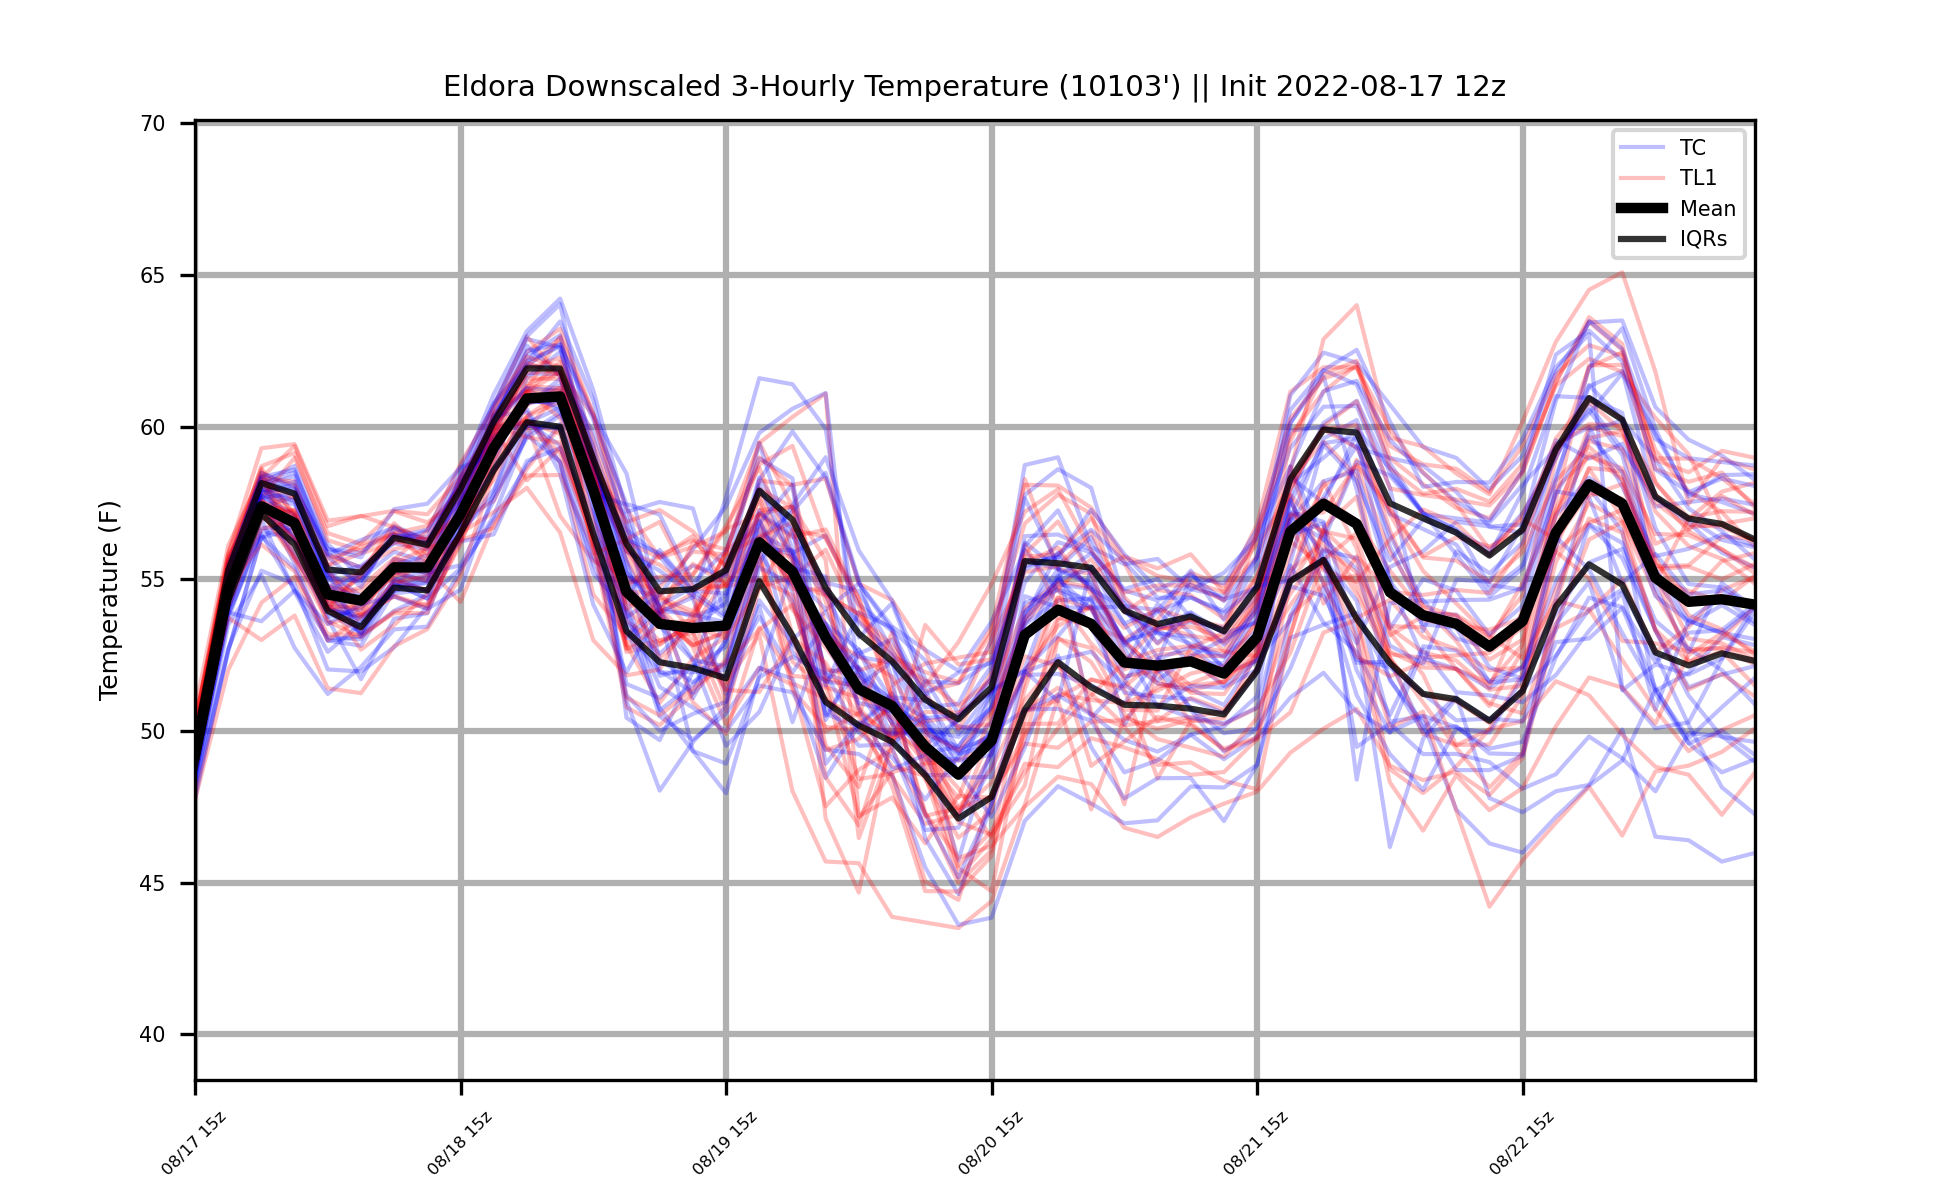 Eldora Downscaled 3-Hourly Temperature (10103') || Init 2022-08-17 12z
TC
TL1
Mean
IQRs
Temperature (F)
70
65
60
55
50
45
40
08/17 15z
08/18 15z
08/19 15z
08/20 15z
08/21 15z
08/22 15z